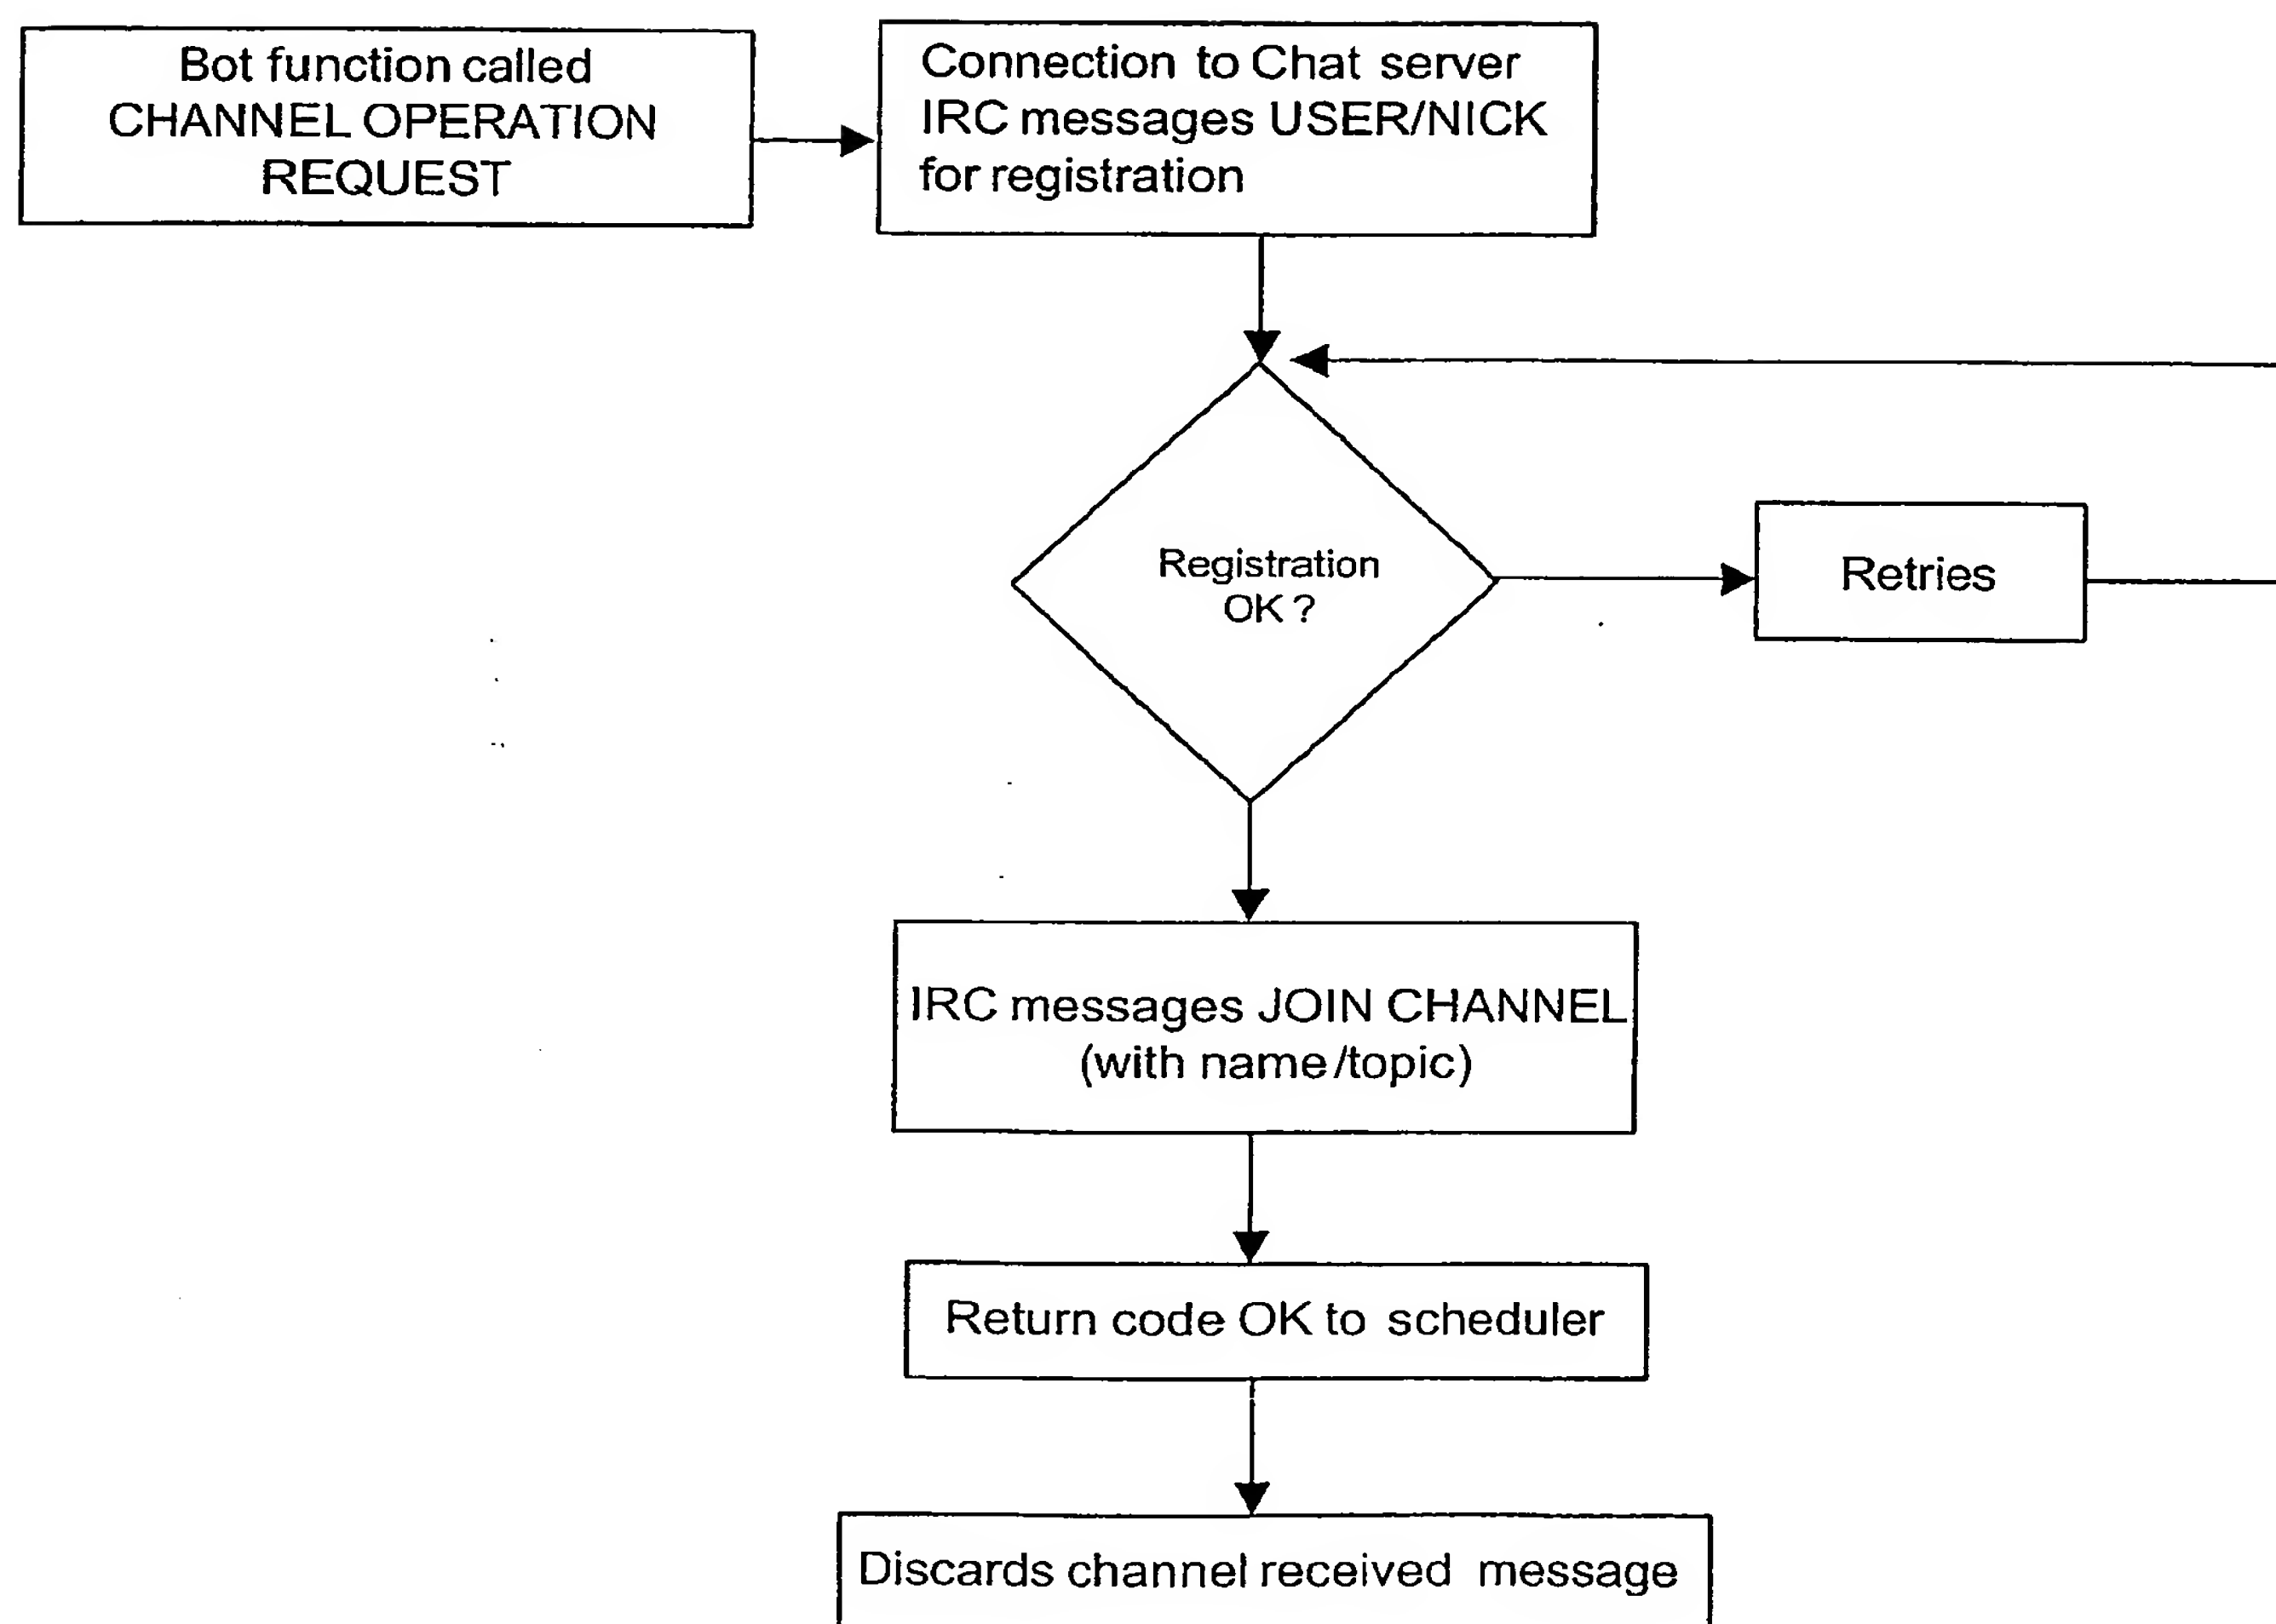 Bot function called
CHANNEL OPERATION
REQUEST
Connection to Chat server
IRC messages USER/NICK
for registration
Registration
OK ?
Retries
IRC messages JOIN CHANNEL
(with name/topic)
Return code OK to scheduler
Discards channel received message